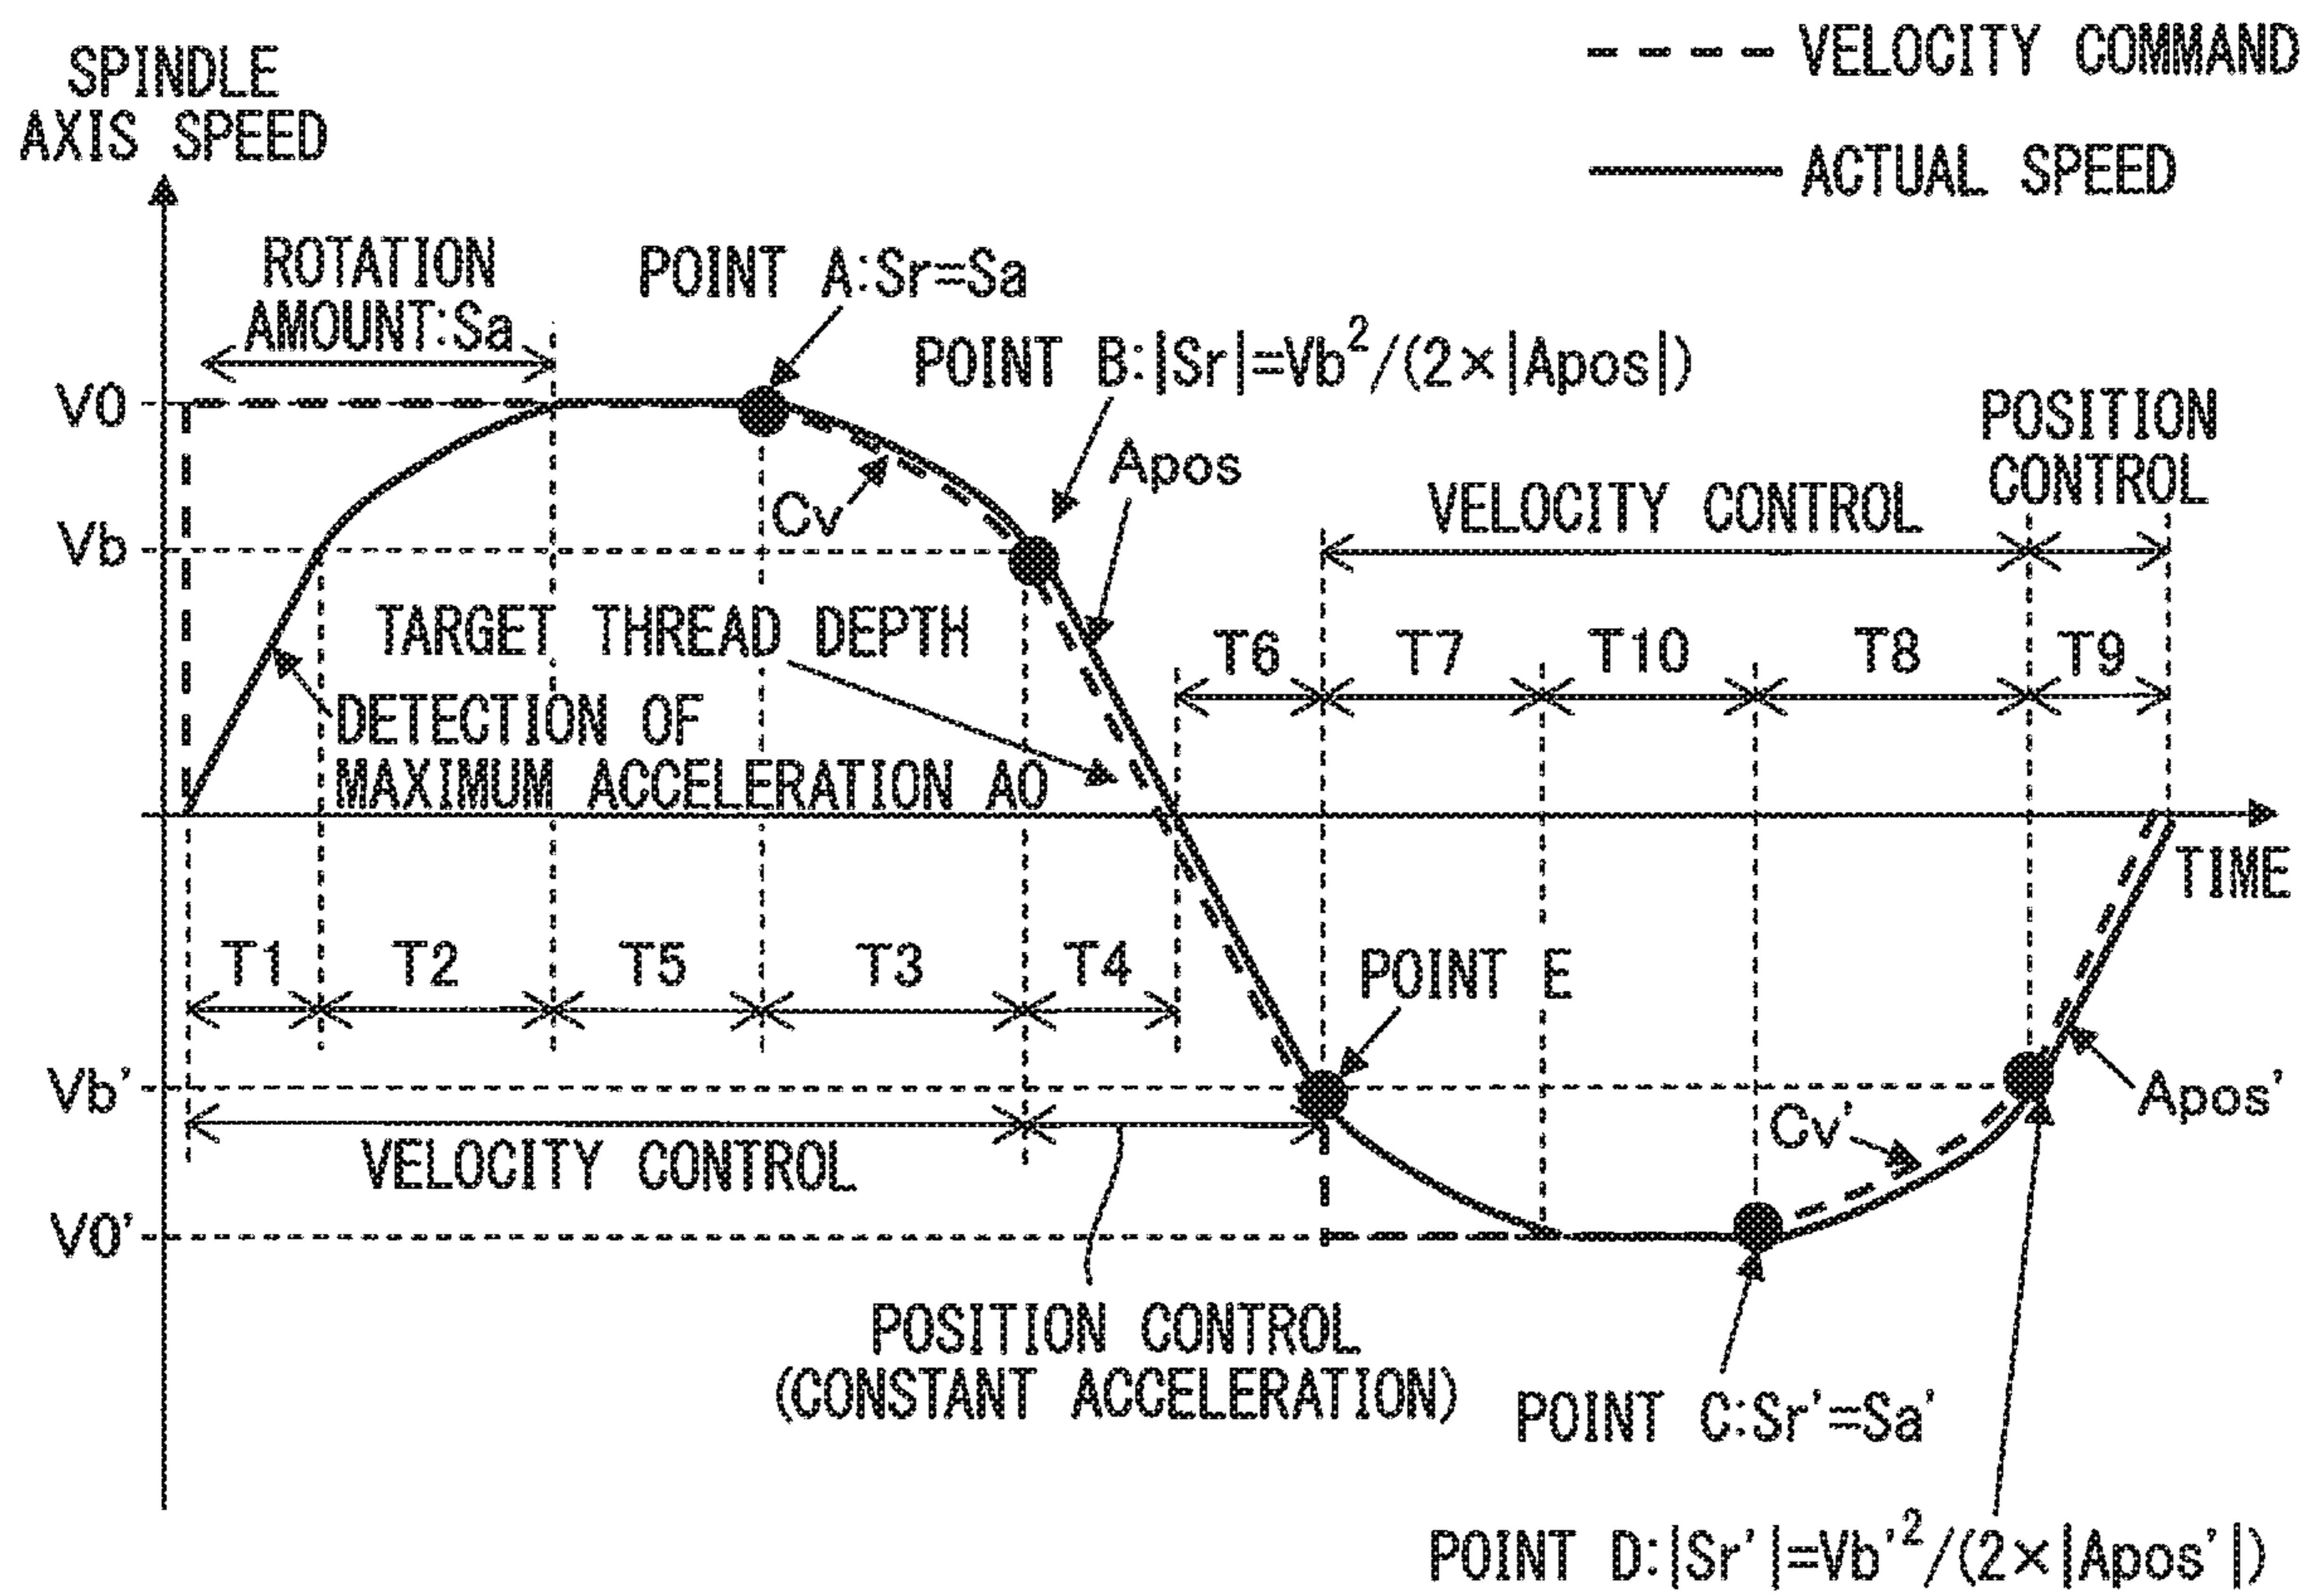 SPINDLE
AXIS SPEED
VELOCITY COMMAND
ACTUAL SPEED
ROTATION
AMOUNT:Sa
POINT A:Sr=Sa
POINT B:|Sr|=Vb²/(2×|Apos|)
V0
Apos
POSITION
CONTROL
Cv
VELOCITY CONTROL
Vb
TARGET THREAD DEPTH
T6
T7
T10
T8
T9
DETECTION OF
MAXIMUM ACCELERATION A0
TIME
T1
T2
T5
T3
T4
POINT E
Vb'
Cv'
Apos'
VELOCITY CONTROL
V0'
POSITION CONTROL
(CONSTANT ACCELERATION)
POINT C:Sr'=Sa'
POINT D:|Sr'|=Vb'²/(2×|Apos'|)